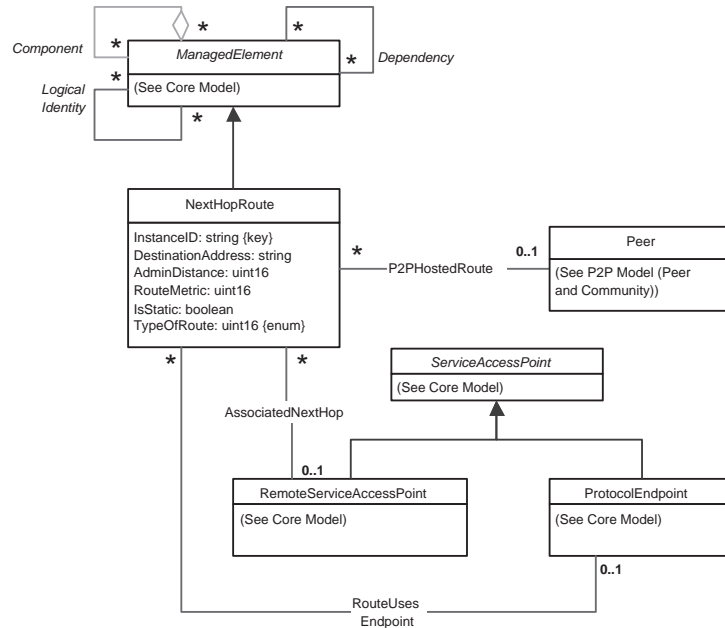 *
Component
*
ManagedElement
*
*
Dependency
*
Logical
Identity
(See Core Model)
*
NextHopRoute
InstanceID: string {key}
DestinationAddress: string
AdminDistance: uint16
RouteMetric: uint16
IsStatic: boolean
TypeOfRoute: uint16 {enum}
*
P2PHostedRoute
0..1
Peer
(See P2P Model (Peer
and Community))
*
*
ServiceAccessPoint
(See Core Model)
AssociatedNextHop
0..1
RemoteServiceAccessPoint
(See Core Model)
ProtocolEndpoint
(See Core Model)
0..1
RouteUses
Endpoint